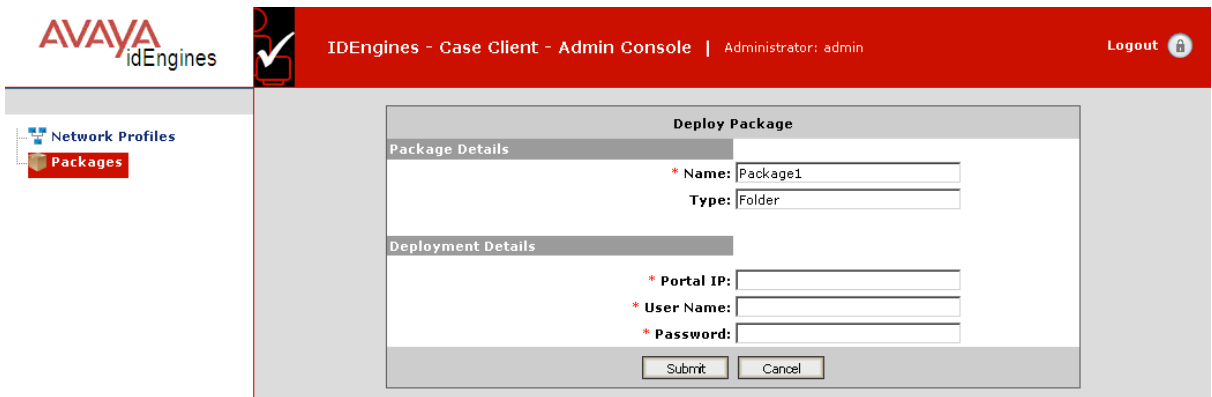 AVAYA
idEngines
IDEngines - Case Client - Admin Console | Administrator: admin
Logout
Network Profiles
Packages
Deploy Package
Package Details
* Name: Package1
Type: Folder
Deployment Details
* Portal IP:
* User Name:
* Password:
Submit Cancel